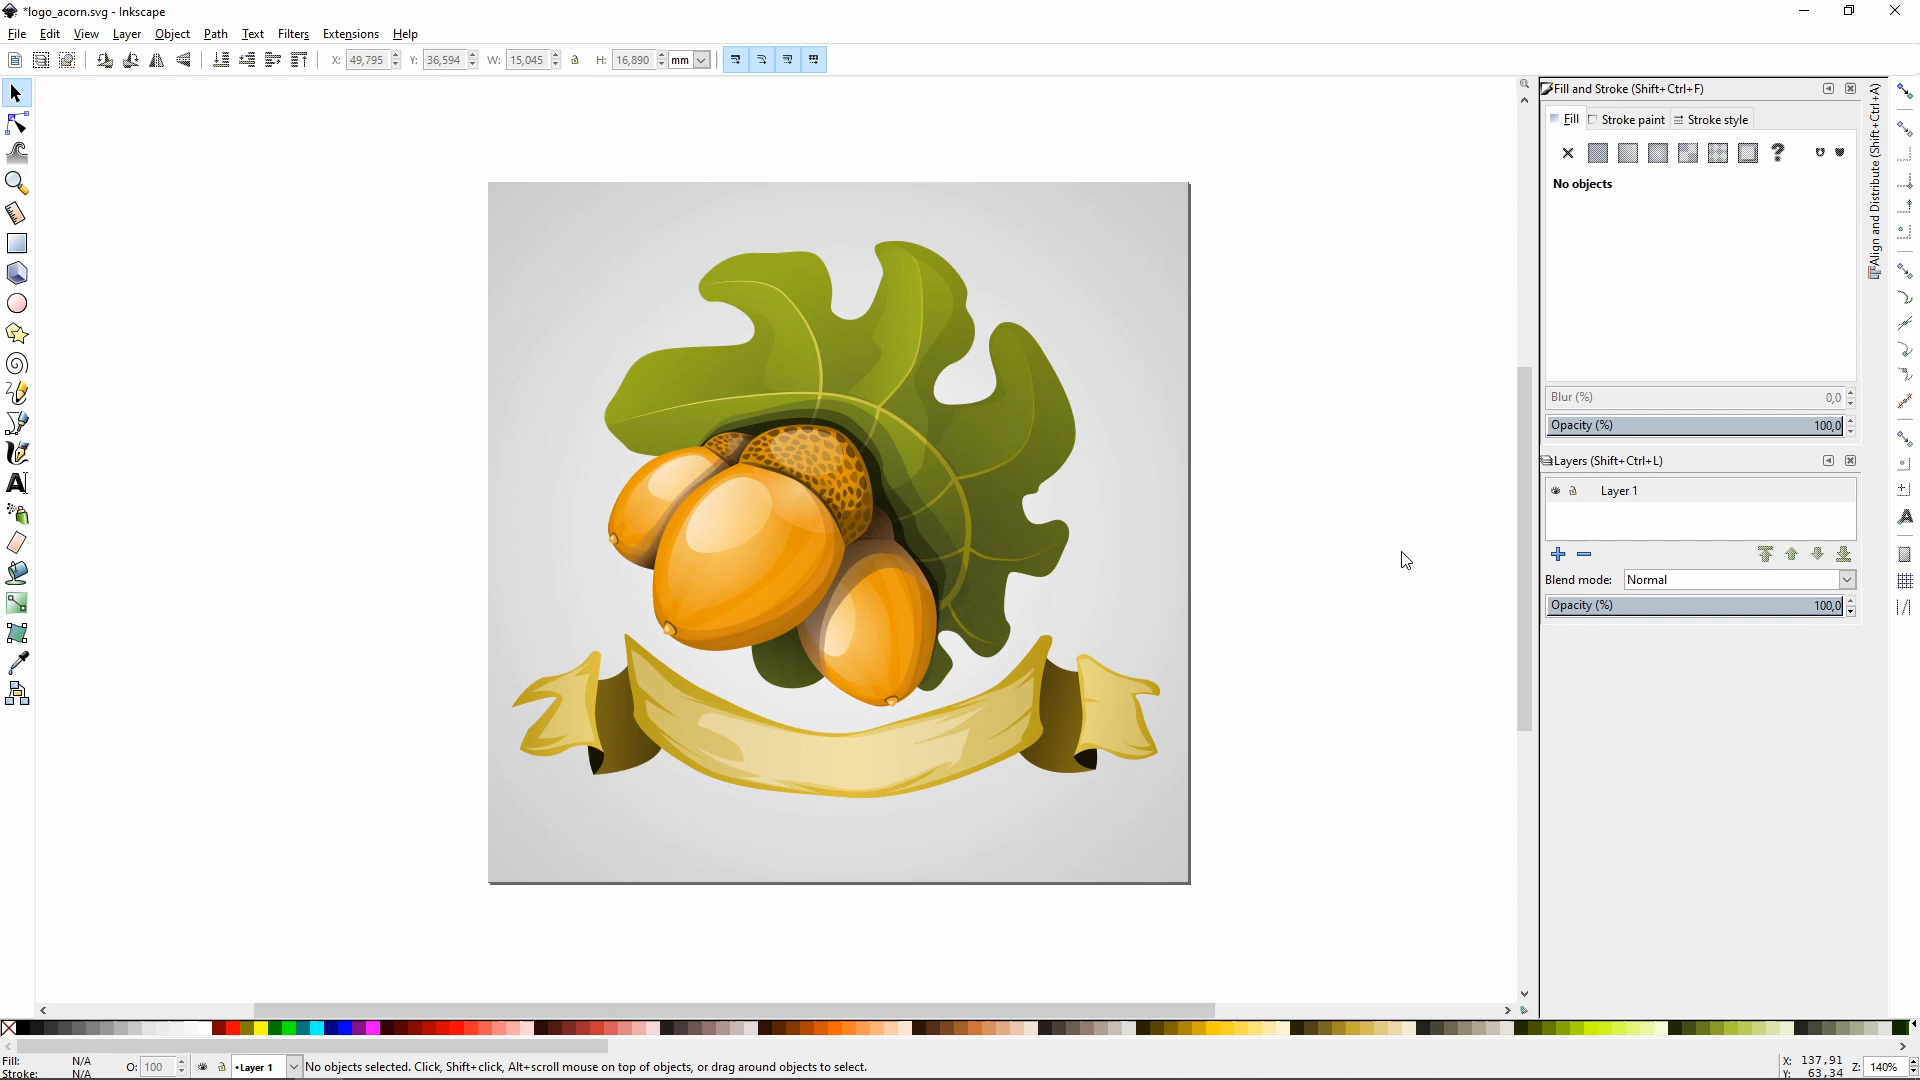 *logo_acorn.svg - Inkscape
File Edit View Layer Object Path Text Filters Extensions Help
X: 49,795 Y: 36,594 W: 15,045 H: 16,890 mm
Fill and Stroke (Shift+Ctrl+F)
Fill Stroke paint Stroke style
No objects
Blur (%) 0,0
Opacity (%) 100,0
Layers (Shift+Ctrl+L)
Layer 1
Blend mode: Normal
Opacity (%) 100,0
Align and Distribute (Shift+Ctrl+A)
Fill: N/A
Stroke: N/A
O: 100
•Layer 1
No objects selected. Click, Shift+click, Alt+scroll mouse on top of objects, or drag around objects to select.
X: 137,91
Y: 63,34
Z: 140%